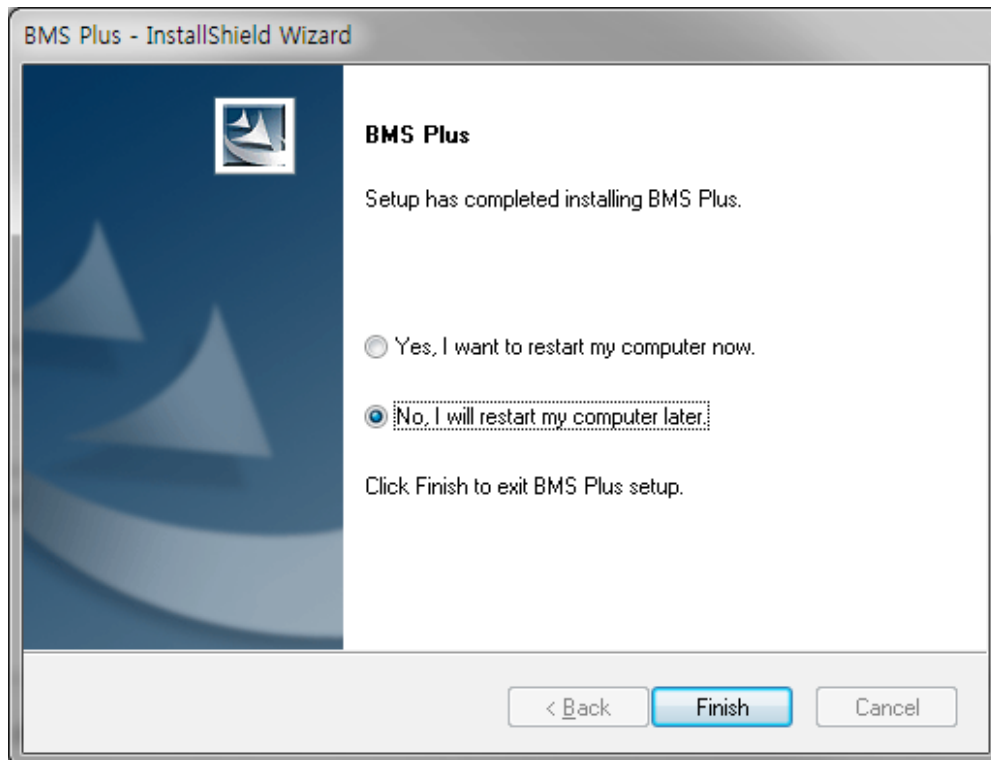 BMS Plus - InstallShield Wizard
BMS Plus
Setup has completed installing BMS Plus.
Yes, I want to restart my computer now.
No, I will restart my computer later.
Click Finish to exit BMS Plus setup.
< Back
Finish
Cancel